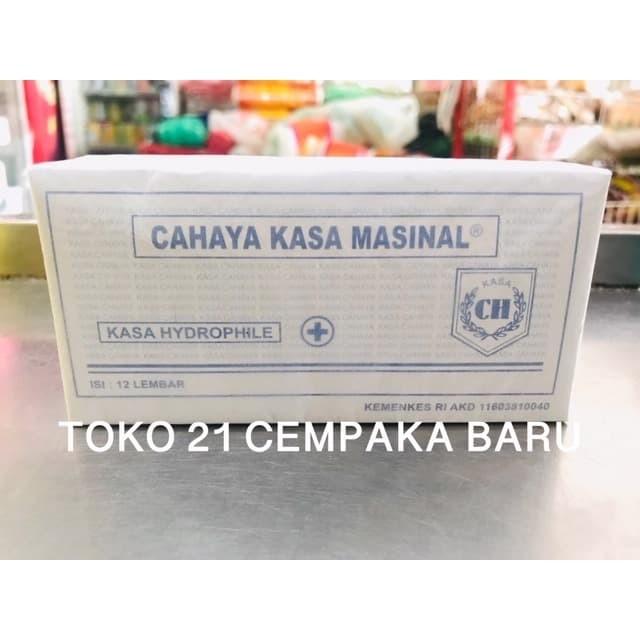 CAHAYA KASA MASINAL®
KASA
CH
KASA HYDROPHILE
ISI : 12 LEMBAR
KEMENKES RI AKD 11603810040
TOKO 21 CEMPAKA BARU